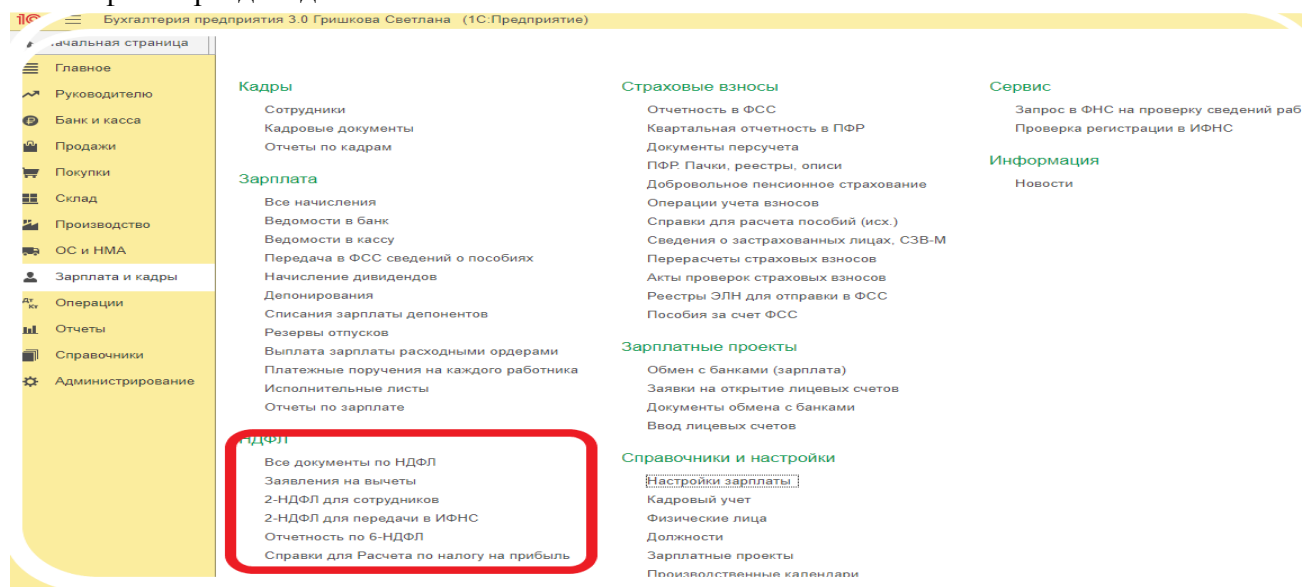 1С Бухгалтерия предприятия 3.0 Гришкова Светлана (1С:Предприятие)
Начальная страница
Главное
Руководителю
Банк и касса
Продажи
Покупки
Склад
Производство
ОС и НМА
Зарплата и кадры
Операции
Отчеты
Справочники
Администрирование
Кадры
Сотрудники
Кадровые документы
Отчеты по кадрам
Зарплата
Все начисления
Ведомости в банк
Ведомости в кассу
Передача в ФСС сведений о пособиях
Начисление дивидендов
Депонирования
Списания зарплаты депонентов
Резервы отпусков
Выплата зарплаты расходными ордерами
Платежные поручения на каждого работника
Исполнительные листы
Отчеты по зарплате
НДФЛ
Все документы по НДФЛ
Заявления на вычеты
2-НДФЛ для сотрудников
2-НДФЛ для передачи в ИФНС
Отчетность по 6-НДФЛ
Справки для Расчета по налогу на прибыль
Страховые взносы
Отчетность в ФСС
Квартальная отчетность в ПФР
Документы персучета
ПФР. Пачки, реестры, описи
Добровольное пенсионное страхование
Операции учета взносов
Справки для расчета пособий (исх.)
Сведения о застрахованных лицах, СЗВ-М
Перерасчеты страховых взносов
Акты проверок страховых взносов
Реестры ЭЛН для отправки в ФСС
Пособия за счет ФСС
Зарплатные проекты
Обмен с банками (зарплата)
Заявки на открытие лицевых счетов
Документы обмена с банками
Ввод лицевых счетов
Справочники и настройки
Настройки зарплаты
Кадровый учет
Физические лица
Должности
Зарплатные проекты
Производственные календари
Сервис
Запрос в ФНС на проверку сведений раб
Проверка регистрации в ИФНС
Информация
Новости